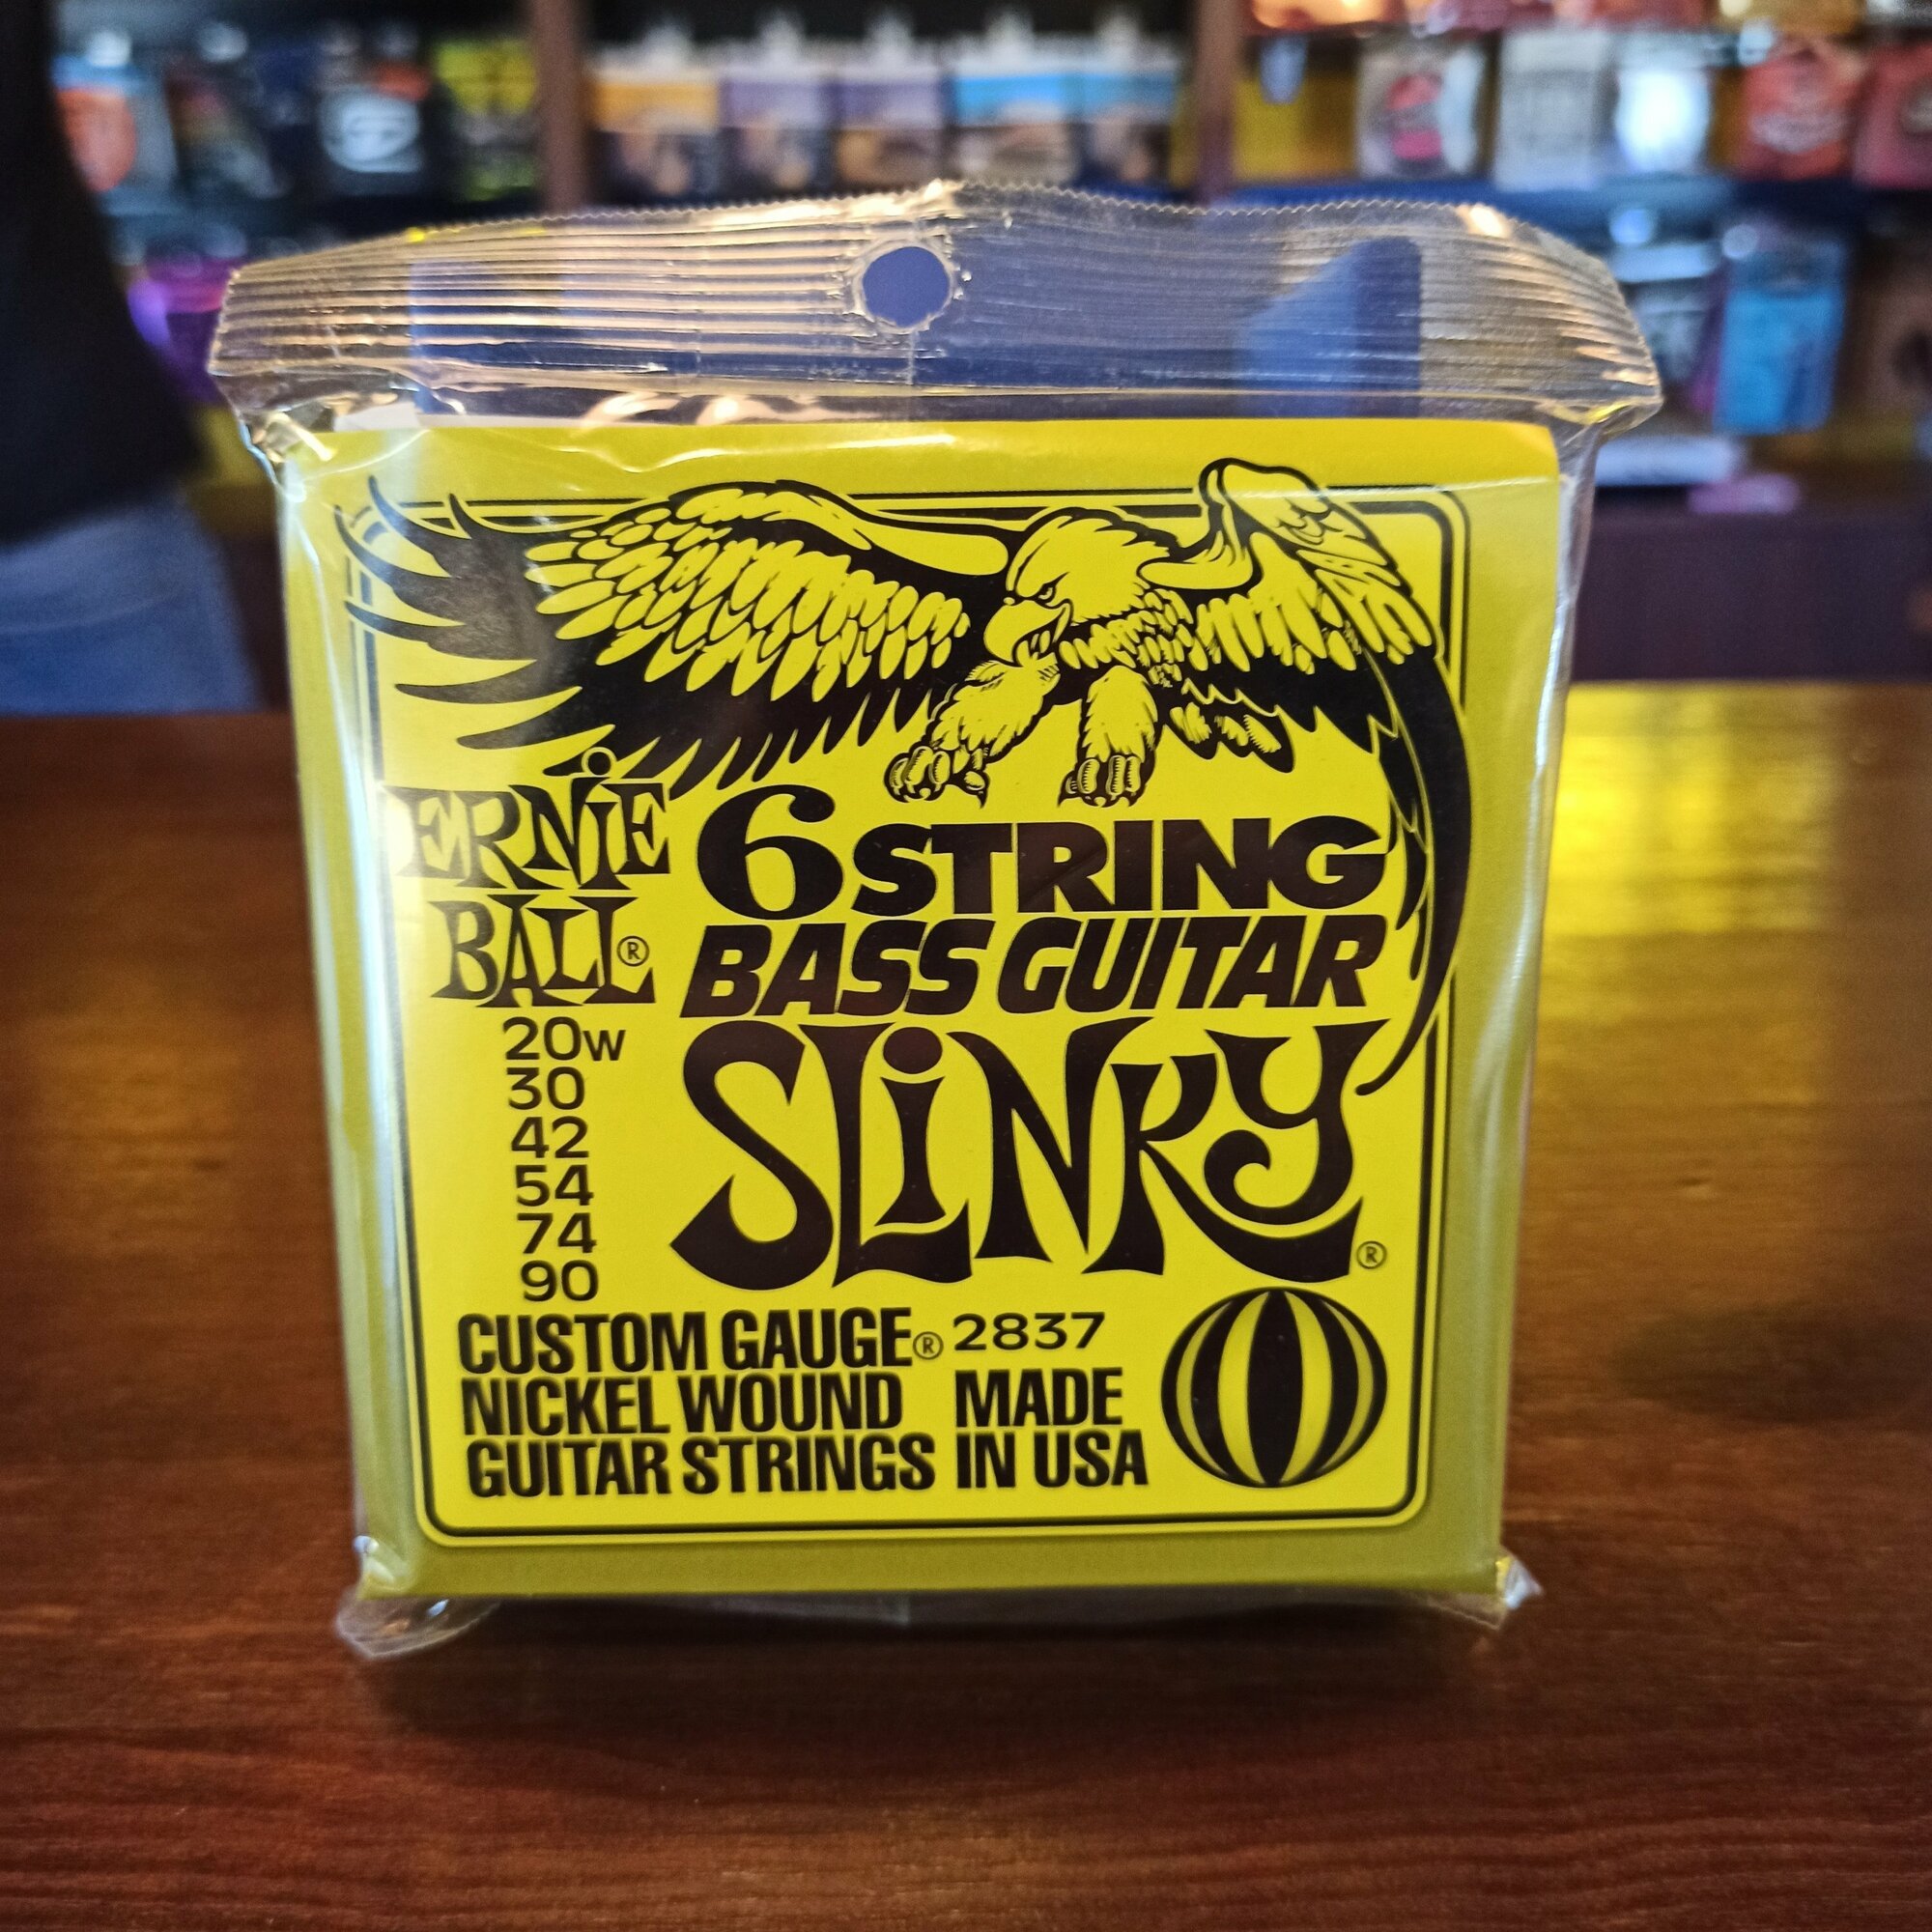 ERNiE
BALL®
20w
30
42
54
74
90
6 STRING
BASS GUITAR
SLiNKY®
CUSTOM GAUGE® 2837
NICKEL WOUND
GUITAR STRINGS
MADE
IN USA